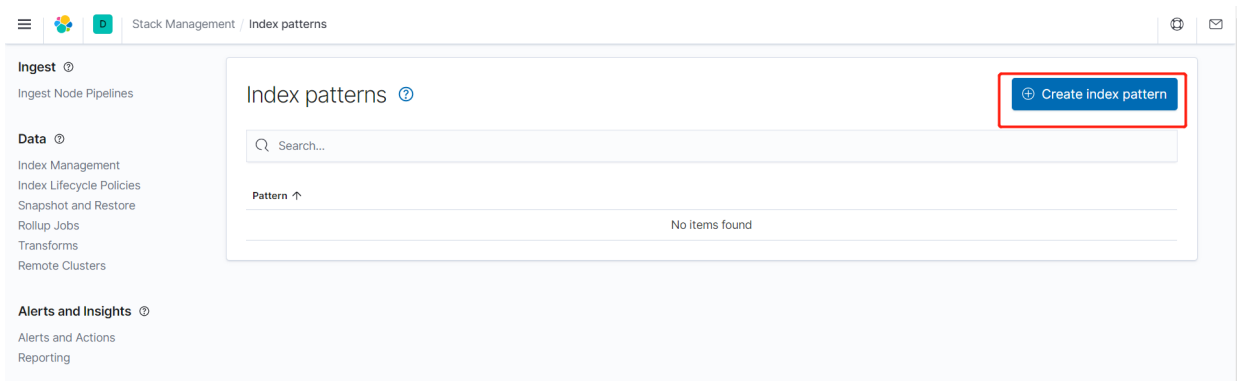 D Stack Management / Index patterns
Ingest
Ingest Node Pipelines
Data
Index Management
Index Lifecycle Policies
Snapshot and Restore
Rollup Jobs
Transforms
Remote Clusters
Alerts and Insights
Alerts and Actions
Reporting
Index patterns
Create index pattern
Search...
Pattern
No items found